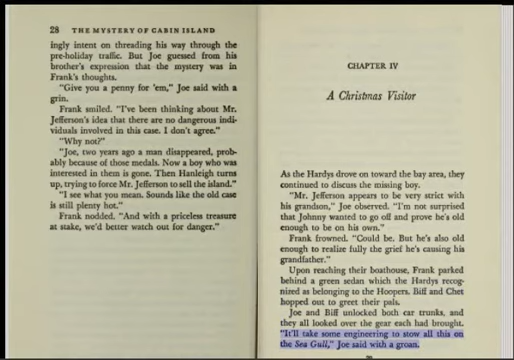 28 THE MYSTERY OF CABIN ISLAND
ingly intent on threading his way through the
pre-holiday traffic. But Joe guessed from his
brother's expression that the mystery was in
Frank's thoughts.
"Give you a penny for 'em," Joe said with a
grin.
Frank smiled. "I've been thinking about Mr.
Jefferson's idea that there are no dangerous indi-
viduals involved in this case. I don't agree."
"Why not?"
"Joe, two years ago a man disappeared, prob-
ably because of those medals. Now a boy who was
interested in them is gone. Then Hanleigh turns
up, trying to force Mr. Jefferson to sell the island."
"I see what you mean. Sounds like the old case
is still plenty hot."
Frank nodded. "And with a priceless treasure
at stake, we'd better watch out for danger."
CHAPTER IV
A Christmas Visitor
As the Hardys drove on toward the bay area, they
continued to discuss the missing boy.
"Mr. Jefferson appears to be very strict with
his grandson," Joe observed. "I'm not surprised
that Johnny wanted to go off and prove he's old
enough to be on his own."
Frank frowned. "Could be. But he's also old
enough to realize fully the grief he's causing his
grandfather."
Upon reaching their boathouse, Frank parked
behind a green sedan which the Hardys recog-
nized as belonging to the Hoopers. Biff and Chet
hopped out to greet their pals.
Joe and Biff unlocked both car trunks, and
they all looked over the gear each had brought.
"It'll take some engineering to stow all this on
the Sea Gull," Joe said with a groan.